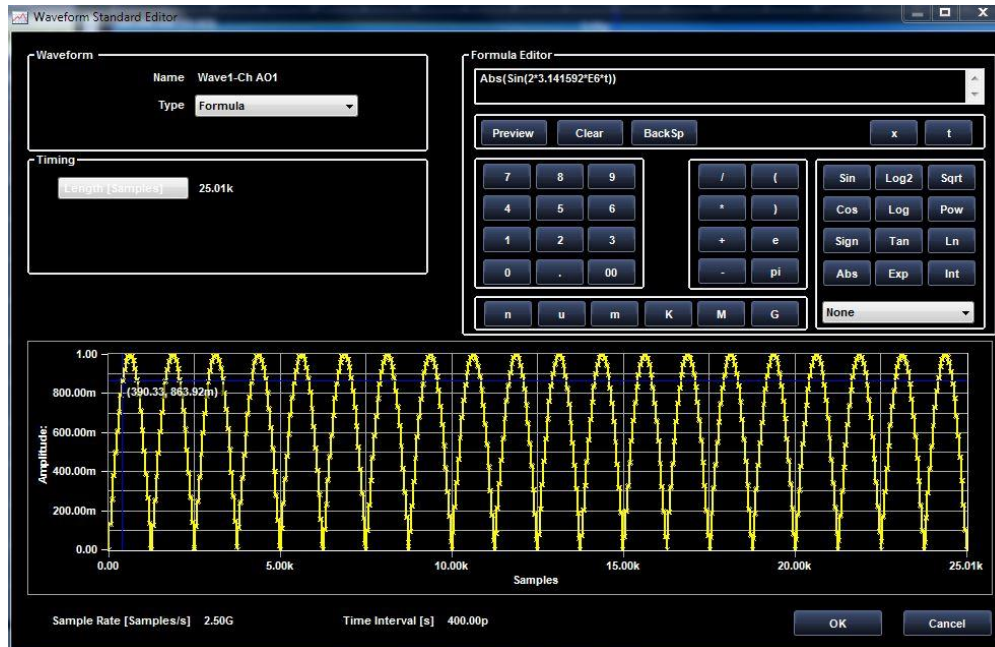 Waveform Standard Editor
Waveform
Name Wave1-Ch AO1
Type Formula
Timing
Length [Samples] 25.01k
Formula Editor
Abs(Sin(2*3.141592*E6*t))
Preview Clear BackSp x t
7 8 9 / ( Sin Log2 Sqrt
4 5 6 * ) Cos Log Pow
1 2 3 + e Sign Tan Ln
0 . 00 - pi Abs Exp Int
n u m K M G None
1.00
800.00m
(390.33, 863.92m)
600.00m
Amplitude:
400.00m
200.00m
0.00
0.00 5.00k 10.00k 15.00k 20.00k 25.01k
Samples
Sample Rate [Samples/s] 2.50G Time Interval [s] 400.00p OK Cancel